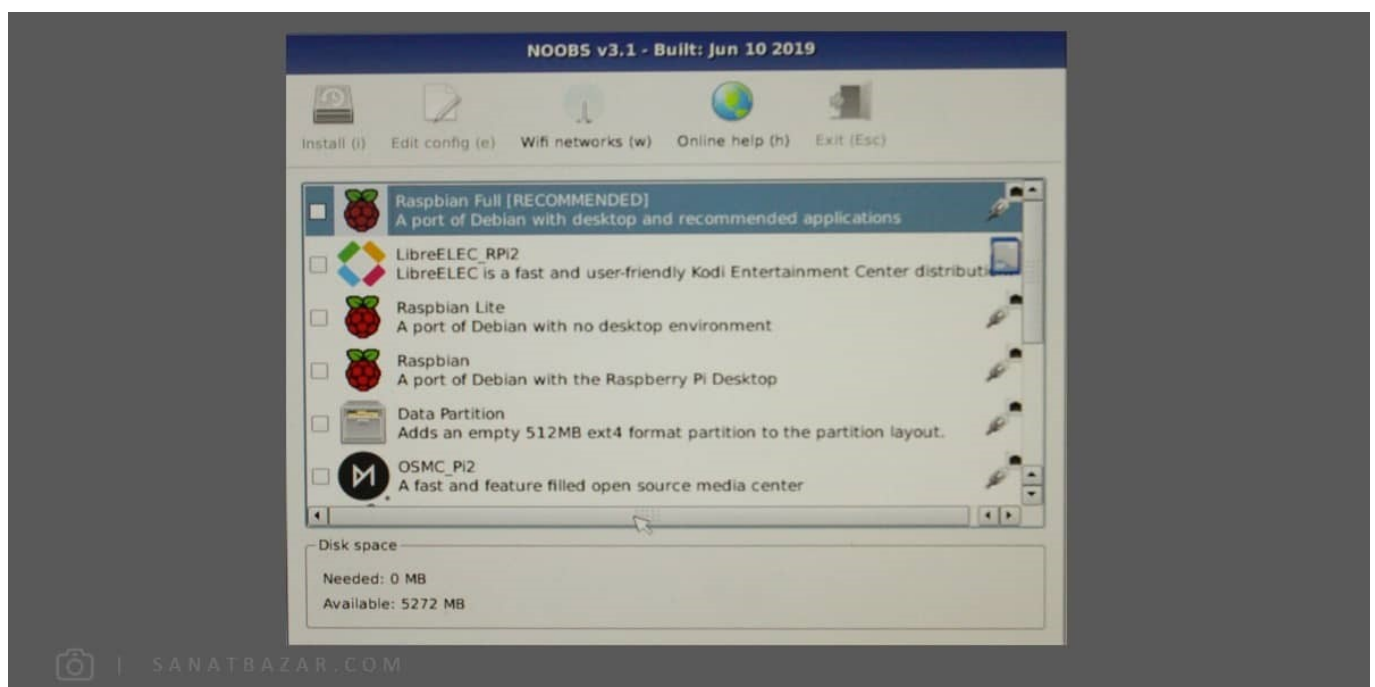 NOOBS v3.1 - Built: Jun 10 2019
Install (i) Edit config (e) Wifi networks (w) Online help (h) Exit (Esc)
Raspbian Full [RECOMMENDED]
A port of Debian with desktop and recommended applications
LibreELEC_RPi2
LibreELEC is a fast and user-friendly Kodi Entertainment Center distributi
Raspbian Lite
A port of Debian with no desktop environment
Raspbian
A port of Debian with the Raspberry Pi Desktop
Data Partition
Adds an empty 512MB ext4 format partition to the partition layout.
OSMC_Pi2
A fast and feature filled open source media center
Disk space
Needed: 0 MB
Available: 5272 MB
SANATBAZAR.COM